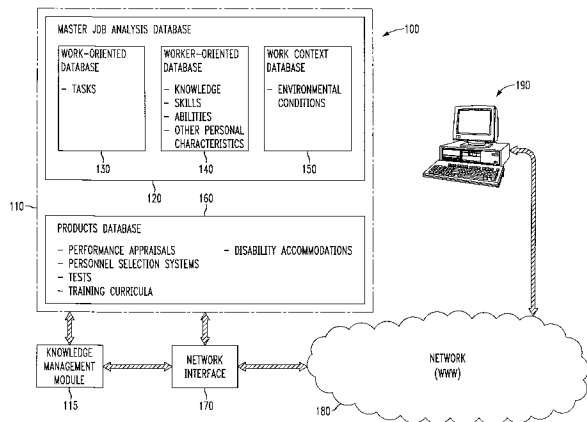 MASTER JOB ANALYSIS DATABASE
100
WORK-ORIENTED
DATABASE
- TASKS
WORKER-ORIENTED
DATABASE
- KNOWLEDGE
- SKILLS
- ABILITIES
- OTHER PERSONAL
CHARACTERISTICS
WORK CONTEXT
DATABASE
- ENVIRONMENTAL
CONDITIONS
190
130
140
150
120
160
110
PRODUCTS DATABASE
- PERFORMANCE APPRAISALS
- PERSONNEL SELECTION SYSTEMS
- TESTS
- TRAINING CURRICULA
- DISABILITY ACCOMMODATIONS
KNOWLEDGE
MANAGEMENT
MODULE
115
NETWORK
INTERFACE
170
NETWORK
(WWW)
180